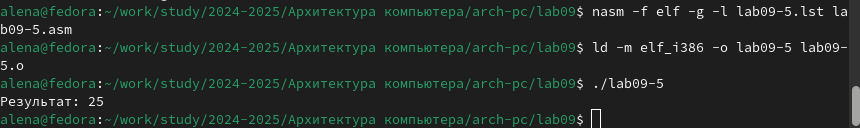 alena@fedora:~/work/study/2024-2025/Архитектура компьютера/arch-pc/lab09$ nasm -f elf -g -l lab09-5.lst la
b09-5.asm
alena@fedora:~/work/study/2024-2025/Архитектура компьютера/arch-pc/lab09$ ld -m elf_i386 -o lab09-5 lab09-
5.o
alena@fedora:~/work/study/2024-2025/Архитектура компьютера/arch-pc/lab09$ ./lab09-5
Результат: 25
alena@fedora:~/work/study/2024-2025/Архитектура компьютера/arch-pc/lab09$